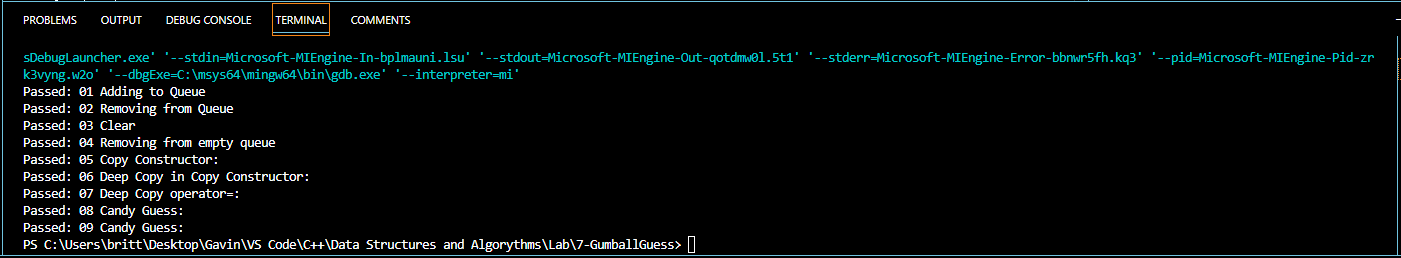 PROBLEMS OUTPUT DEBUG CONSOLE TERMINAL COMMENTS
sDebugLauncher.exe' '--stdin=Microsoft-MIEngine-In-bplmauni.lsu' '--stdout=Microsoft-MIEngine-Out-qotdmw0l.5t1' '--stderr=Microsoft-MIEngine-Error-bbnwr5fh.kq3' '--pid=Microsoft-MIEngine-Pid-zr
k3vyng.w2o' '--dbgExe=C:\msys64\mingw64\bin\gdb.exe' '--interpreter=mi'
Passed: 01 Adding to Queue
Passed: 02 Removing from Queue
Passed: 03 Clear
Passed: 04 Removing from empty queue
Passed: 05 Copy Constructor:
Passed: 06 Deep Copy in Copy Constructor:
Passed: 07 Deep Copy operator=:
Passed: 08 Candy Guess:
Passed: 09 Candy Guess:
PS C:\Users\britt\Desktop\Gavin\VS Code\C++\Data Structures and Algorythms\Lab\7-GumballGuess>